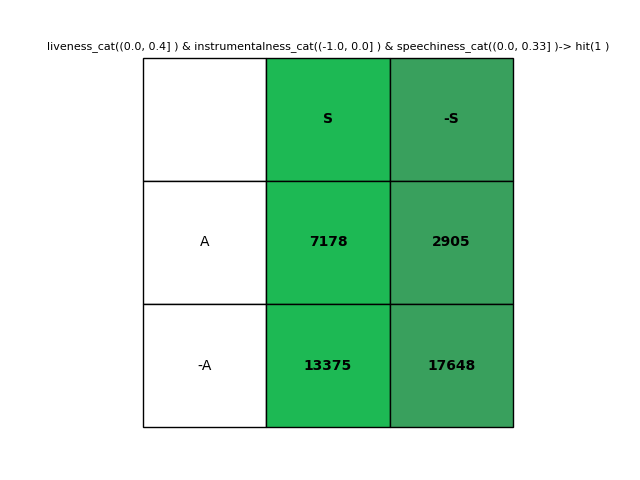 liveness_cat((0.0, 0.4] ) & instrumentalness_cat((-1.0, 0.0] ) & speechiness_cat((0.0, 0.33] )-> hit(1 )
S -S
A 7178 2905
-A 13375 17648